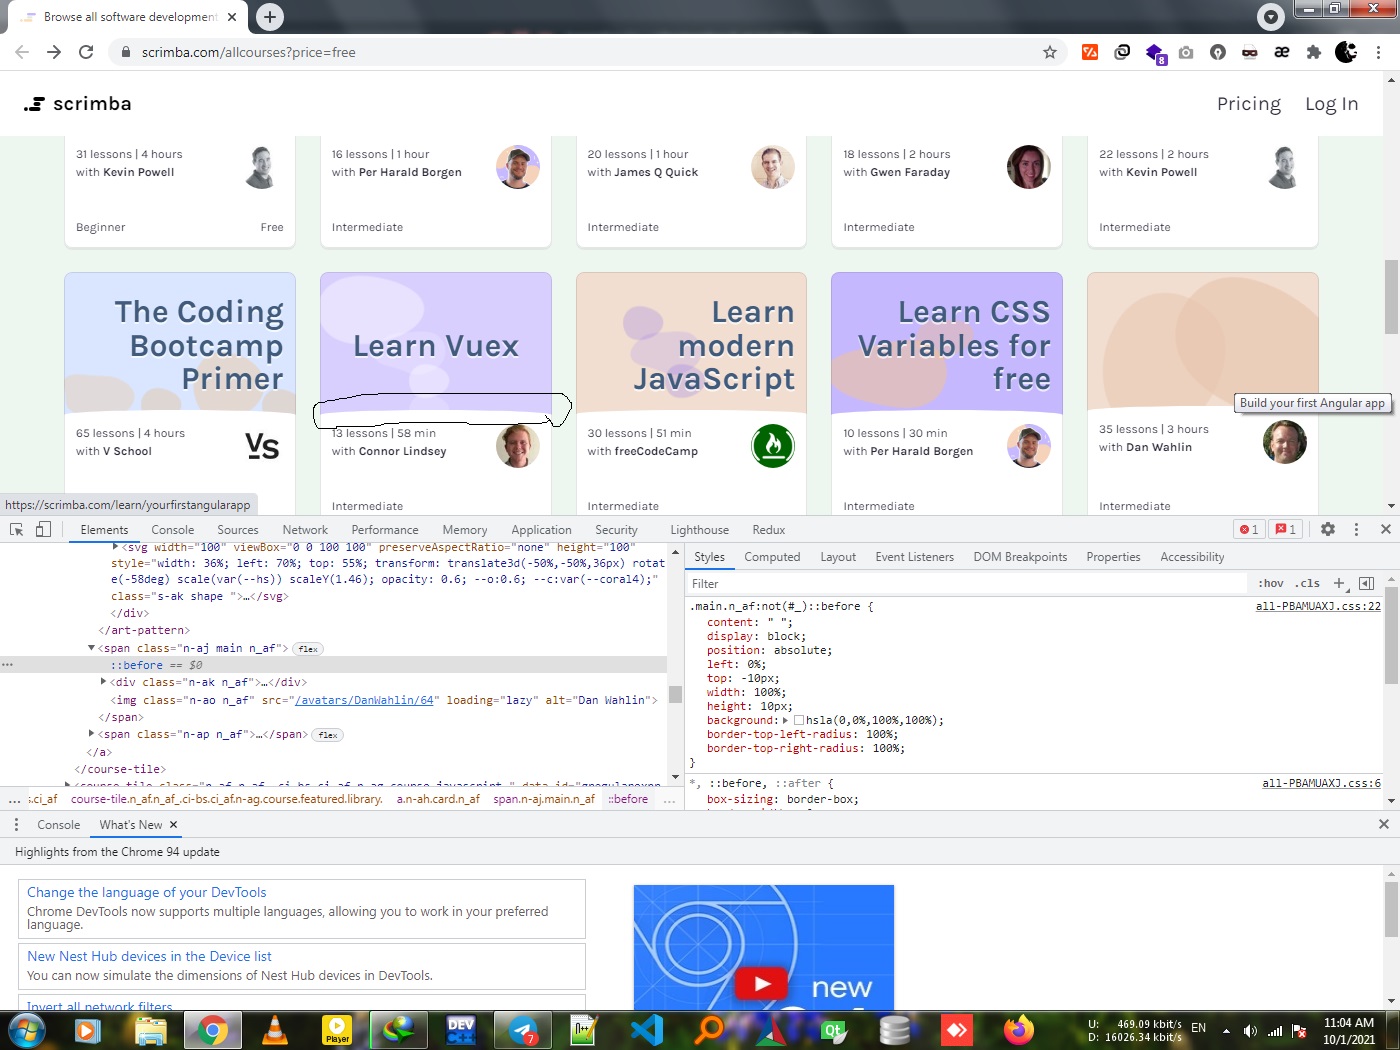 Browse all software development
scrimba.com/allcourses?price=free
8
scrimba
Pricing
Log In
31 lessons | 4 hours
with Kevin Powell
Beginner
Free
16 lessons | 1 hour
with Per Harald Borgen
Intermediate
20 lessons | 1 hour
with James Q Quick
Intermediate
18 lessons | 2 hours
with Gwen Faraday
Intermediate
22 lessons | 2 hours
with Kevin Powell
Intermediate
The Coding
Bootcamp
Primer
65 lessons | 4 hours
with V School
Vs
Learn Vuex
13 lessons | 58 min
with Connor Lindsey
Intermediate
Learn
modern
JavaScript
30 lessons | 51 min
with freeCodeCamp
Intermediate
Learn CSS
Variables for
free
10 lessons | 30 min
with Per Harald Borgen
Intermediate
Build your first Angular app
35 lessons | 3 hours
with Dan Wahlin
Intermediate
https://scrimba.com/learn/yourfirstangularapp
Elements Console Sources Network Performance Memory Application Security Lighthouse Redux
1 1
<svg width="100" viewBox="0 0 100 100" preserveAspectRatio="none" height="100"
style="width: 36%; left: 70%; top: 55%; transform: translate3d(-50%,-50%,36px) rotat
e(-58deg) scale(var(--hs)) scaleY(1.46); opacity: 0.6; --o:0.6; --c:var(--coral4);"
class="s-ak shape ">…</svg>
</div>
</art-pattern>
<span class="n-aj main n_af"> flex
::before == $0
<div class="n-ak n_af">…</div>
<img class="n-ao n_af" src="/avatars/DanWahlin/64" loading="lazy" alt="Dan Wahlin">
</span>
<span class="n-ap n_af">…</span> flex
</a>
</course-tile>
... s.ci_af course-tile.n_af.n_af_.ci-bs.ci_af.n-ag.course.featured.library. a.n-ah.card.n_af span.n-aj.main.n_af ::before ...
Styles Computed Layout Event Listeners DOM Breakpoints Properties Accessibility
Filter
:hov .cls +
.main.n_af:not(#_)::before {
all-PBAMUAXJ.css:22
content: " ";
display: block;
position: absolute;
left: 0%;
top: -10px;
width: 100%;
height: 10px;
background: hsla(0,0%,100%,100%);
border-top-left-radius: 100%;
border-top-right-radius: 100%;
}
*, ::before, ::after {
all-PBAMUAXJ.css:6
box-sizing: border-box;
Console What's New
Highlights from the Chrome 94 update
Change the language of your DevTools
Chrome DevTools now supports multiple languages, allowing you to work in your preferred
language.
New Nest Hub devices in the Device list
You can now simulate the dimensions of Nest Hub devices in DevTools.
Invert all network filters
new
Player
DEV
C++
7
Qt
U: 469.09 kbit/s
D: 16026.34 kbit/s
EN
11:04 AM
10/1/2021